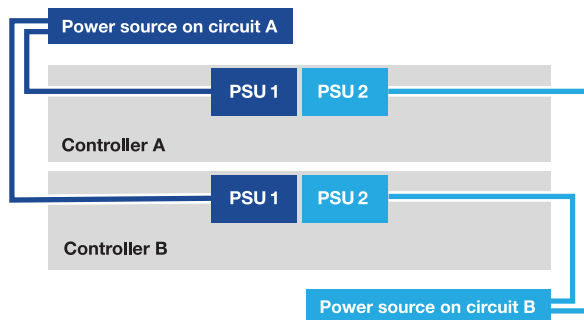 Power source on circuit A
PSU 1 PSU 2
Controller A
PSU 1 PSU 2
Controller B
Power source on circuit B